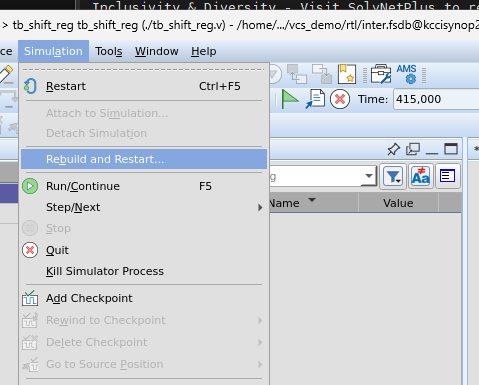 Inclusivity & Diversity - Visit SolvNetPlus to re
> tb_shift_reg tb_shift_reg (./tb_shift_reg.v) - /home/.../vcs_demo/rtl/inter.fsdb@kccisynop2
ce Simulation Tools Window Help
Restart Ctrl+F5
AMS
Time: 415,000
Attach to Simulation...
Detach Simulation
Rebuild and Restart...
Run/Continue F5
g
Step/Next
Name Value
Stop
Quit
Kill Simulator Process
Add Checkpoint
Rewind to Checkpoint
Delete Checkpoint
Go to Source Position